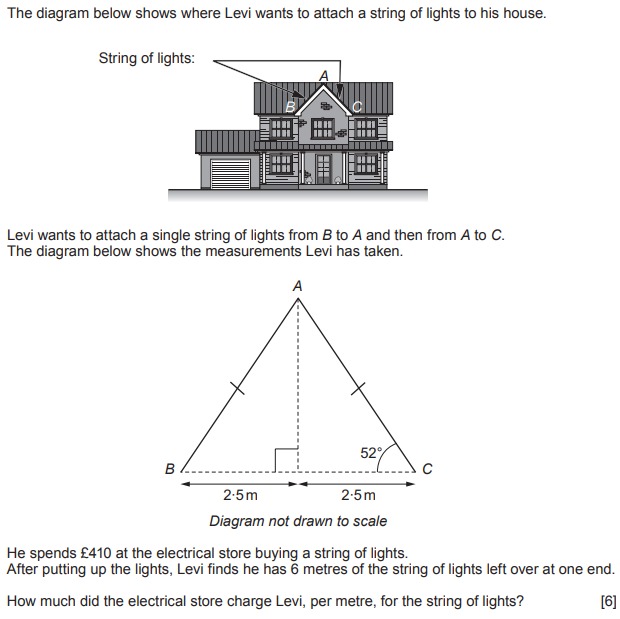 The diagram below shows where Levi wants to attach a string of lights to his house.
String of lights:
A
B
C
Levi wants to attach a single string of lights from B to A and then from A to C.
The diagram below shows the measurements Levi has taken.
A
52°
B
C
2·5m
2·5m
Diagram not drawn to scale
He spends £410 at the electrical store buying a string of lights.
After putting up the lights, Levi finds he has 6 metres of the string of lights left over at one end.
How much did the electrical store charge Levi, per metre, for the string of lights? [6]